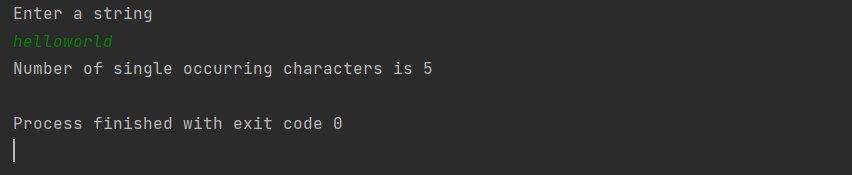 Enter a string
helloworld
Number of single occurring characters is 5
Process finished with exit code 0